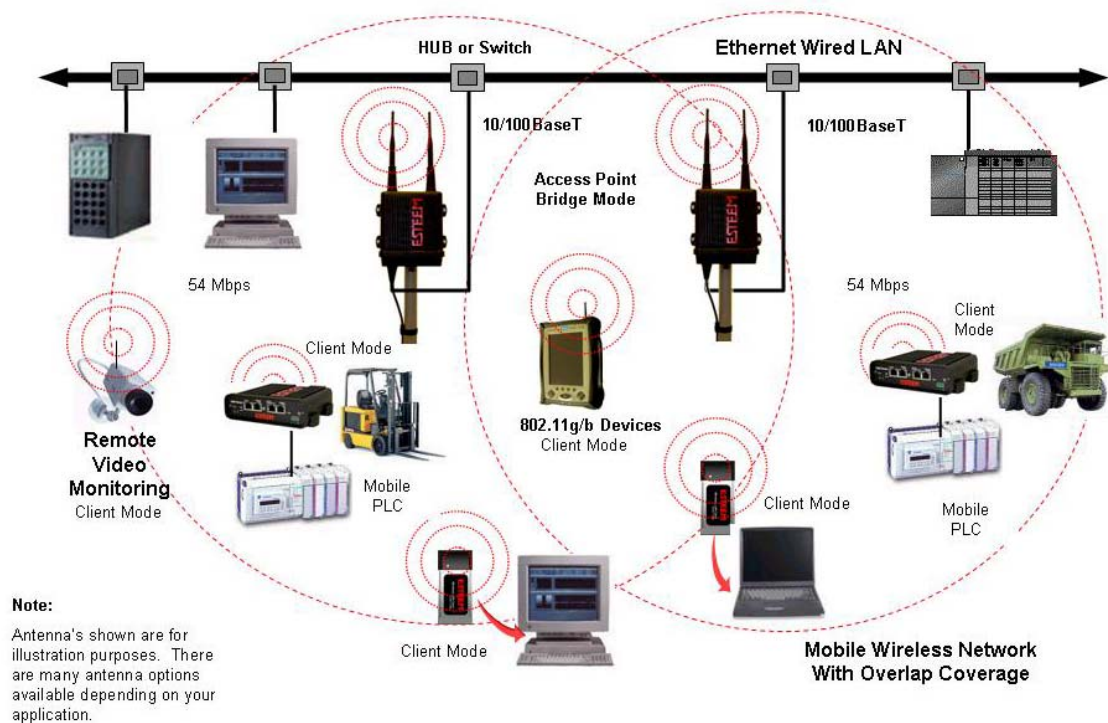 HUB or Switch
Ethernet Wired LAN
10/100BaseT
10/100BaseT
Access Point
Bridge Mode
ESTEEM
ESTEEM
54 Mbps
54 Mbps
Client
Mode
Client Mode
802.11g/b Devices
Client Mode
Remote
Video
Monitoring
Client Mode
Mobile
PLC
Client Mode
Mobile
PLC
ESTEEM
ESTEEM
Client Mode
Note:
Antenna's shown are for
illustration purposes.  There
are many antenna options
available depending on your
application.
Mobile Wireless Network
With Overlap Coverage